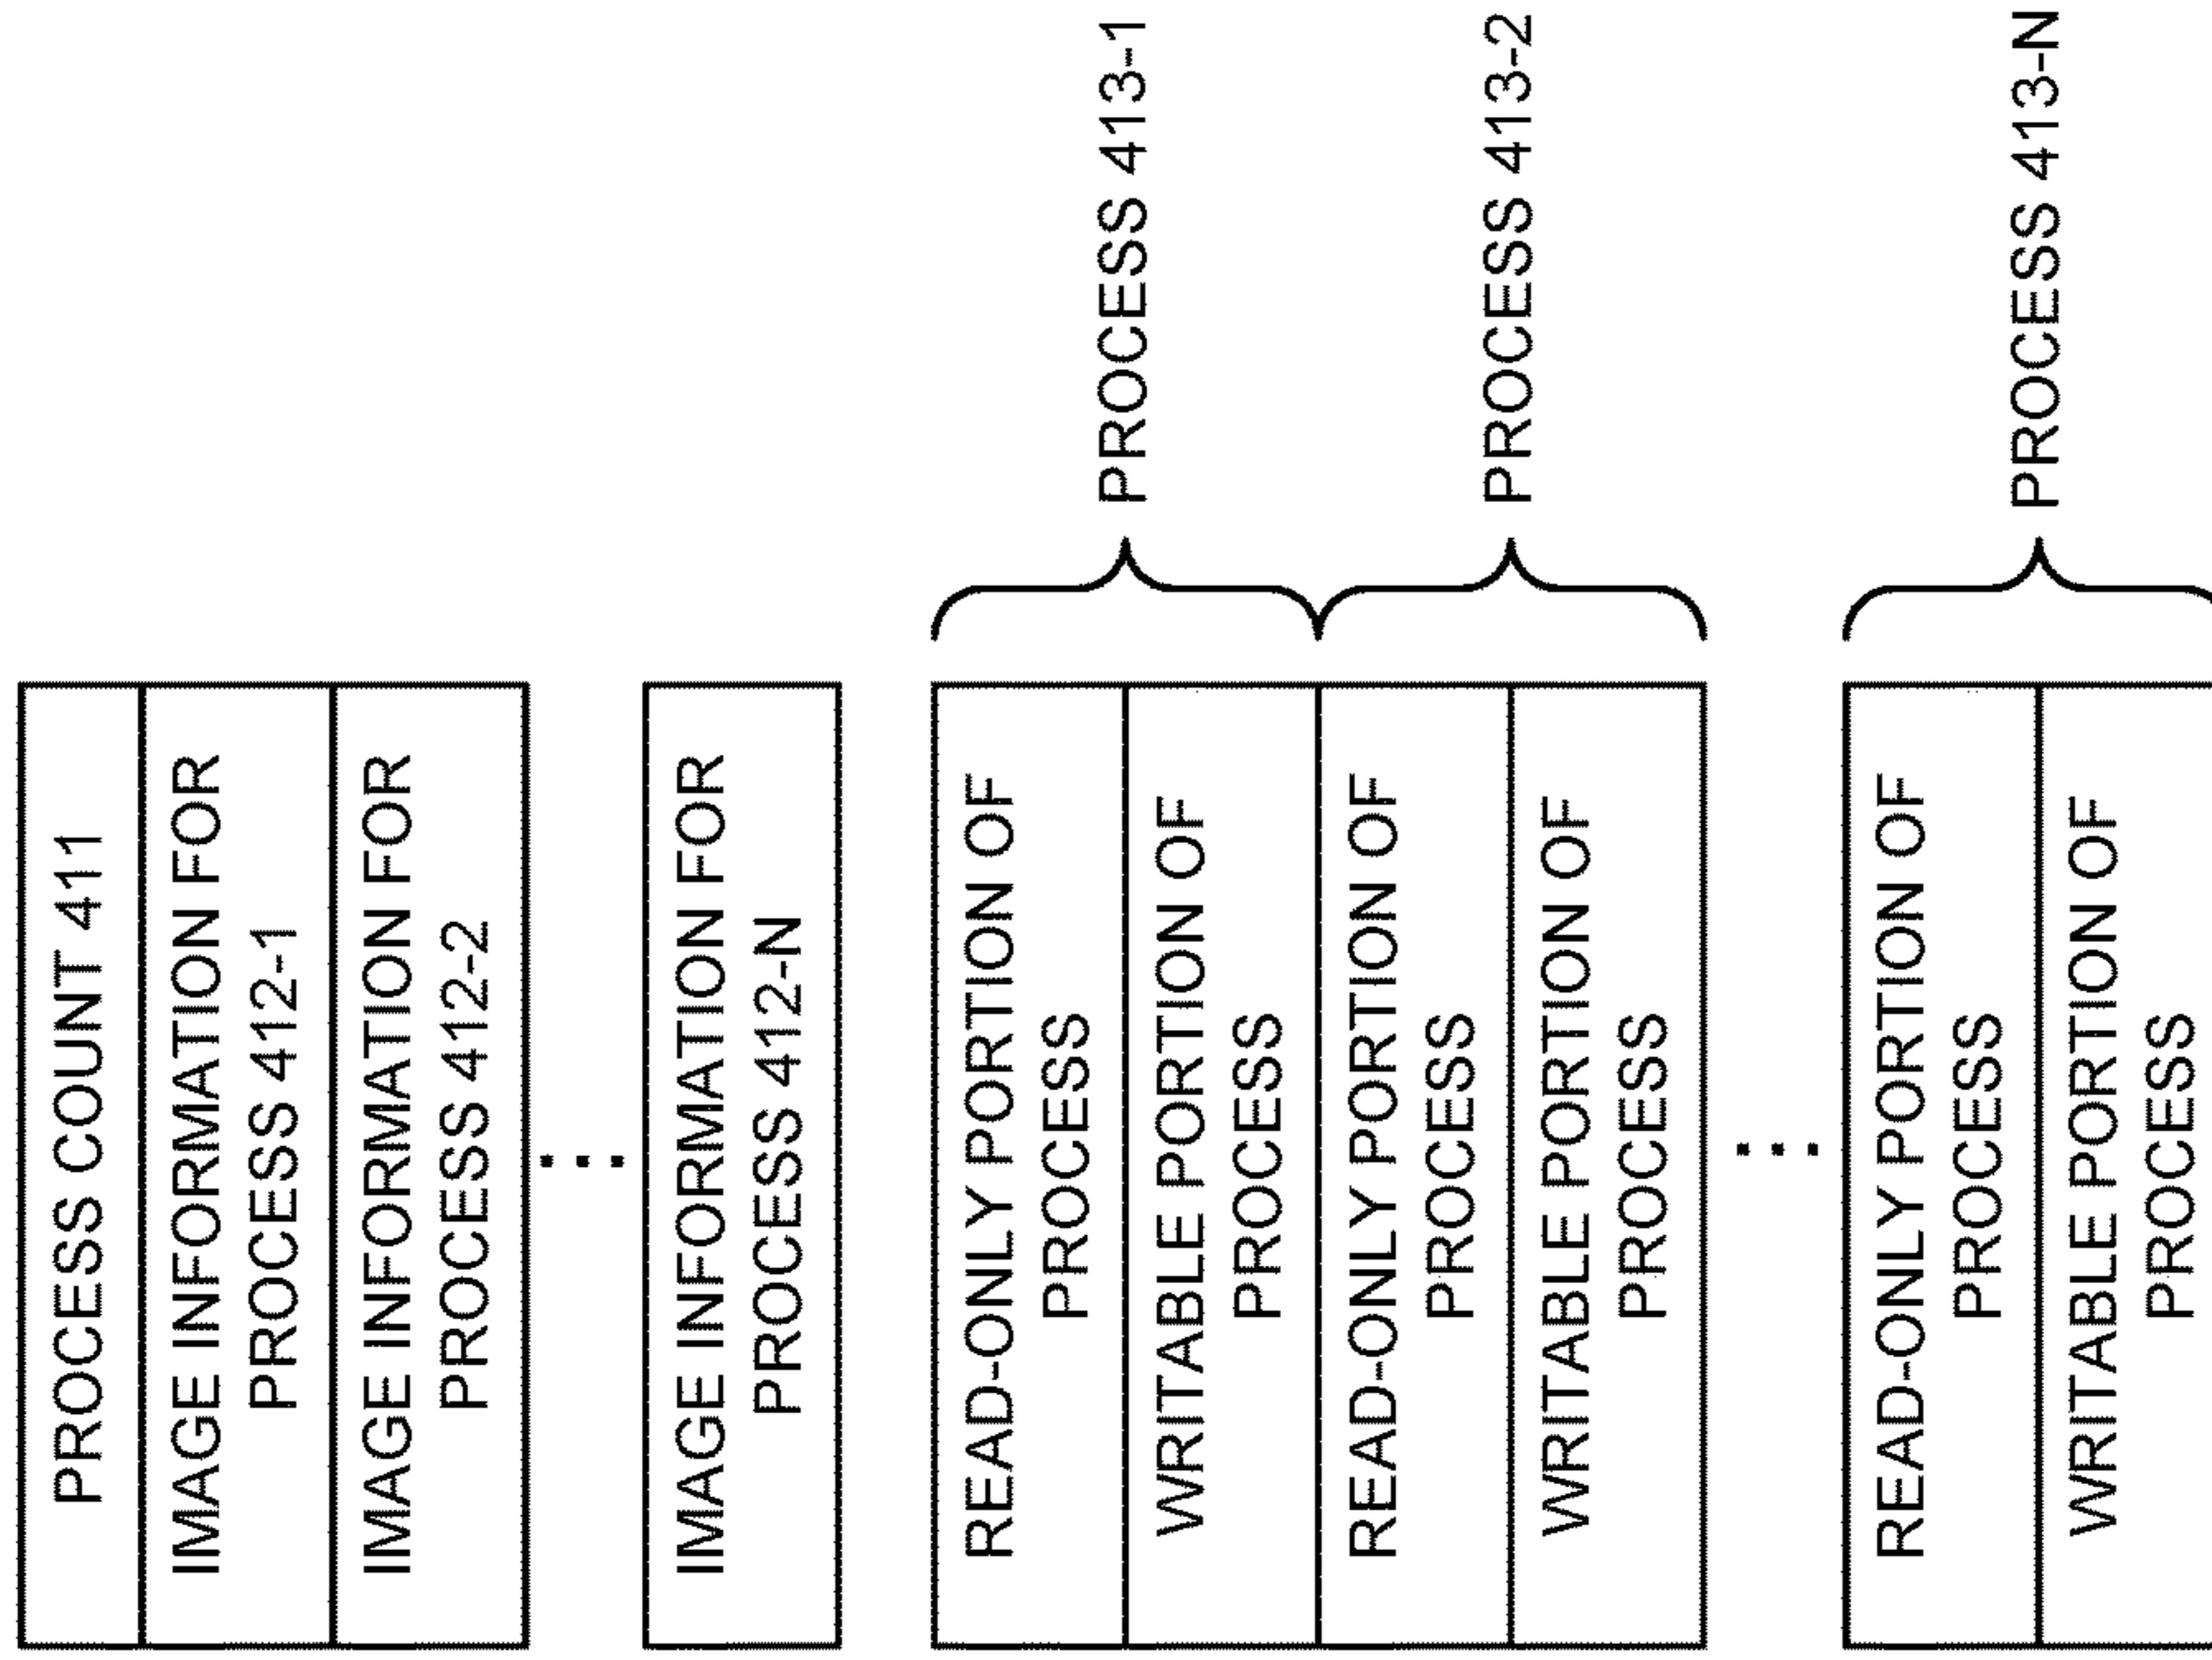 PROCESS COUNT 411
IMAGE INFORMATION FOR
PROCESS 412-1
IMAGE INFORMATION FOR
PROCESS 412-2
...
IMAGE INFORMATION FOR
PROCESS 412-N
READ-ONLY PORTION OF
PROCESS
WRITABLE PORTION OF
PROCESS
PROCESS 413-1
READ-ONLY PORTION OF
PROCESS
WRITABLE PORTION OF
PROCESS
PROCESS 413-2
...
READ-ONLY PORTION OF
PROCESS
WRITABLE PORTION OF
PROCESS
PROCESS 413-N